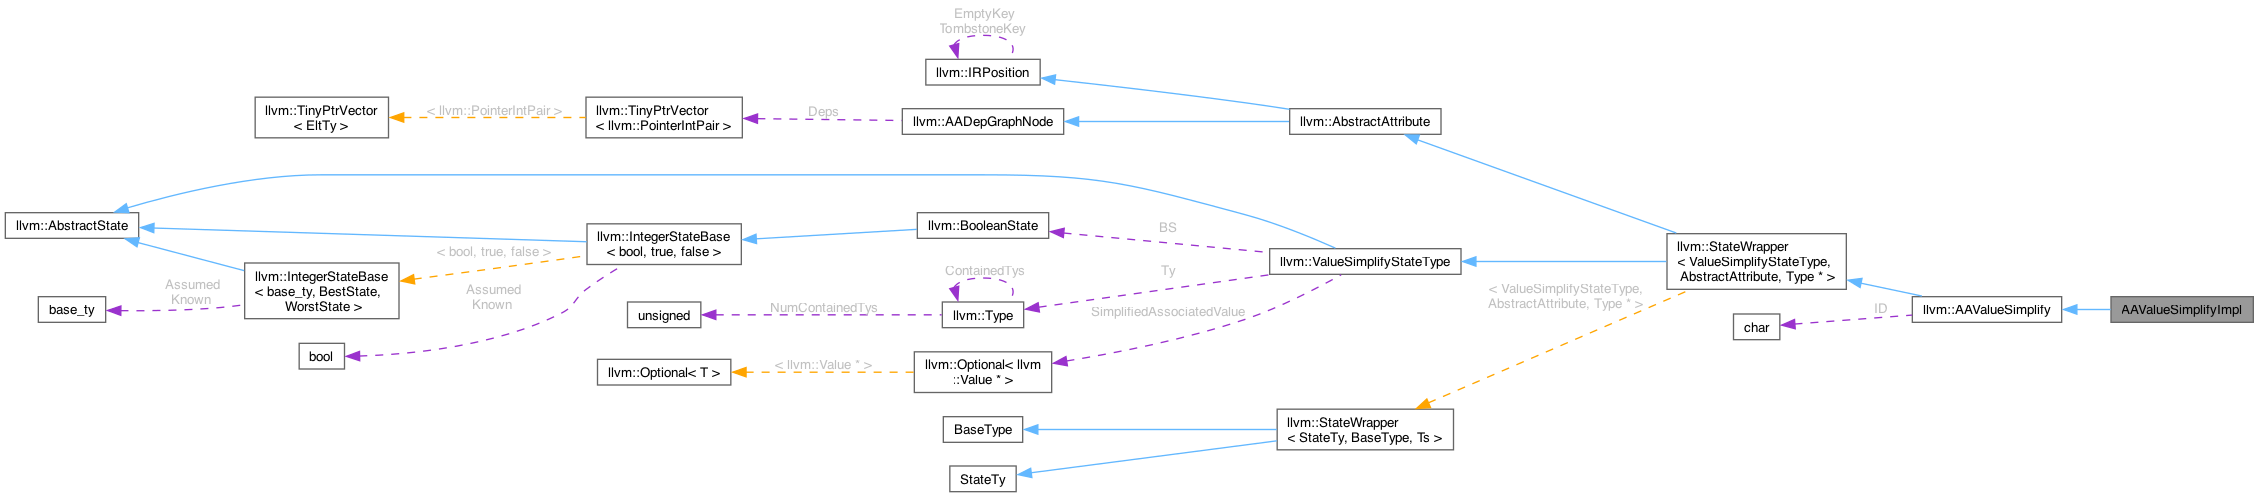 EmptyKey
TombstoneKey
llvm::IRPosition
llvm::TinyPtrVector
< EltTy >
< llvm::PointerIntPair >
llvm::TinyPtrVector
< llvm::PointerIntPair >
Deps
llvm::AADepGraphNode
llvm::AbstractAttribute
llvm::AbstractState
llvm::IntegerStateBase
< bool, true, false >
llvm::BooleanState
BS
llvm::ValueSimplifyStateType
llvm::StateWrapper
< ValueSimplifyStateType,
AbstractAttribute, Type * >
< bool, true, false >
llvm::IntegerStateBase
< base_ty, BestState,
WorstState >
Assumed
Known
base_ty
Assumed
Known
bool
ContainedTys
Ty
llvm::Type
NumContainedTys
unsigned
SimplifiedAssociatedValue
< ValueSimplifyStateType,
AbstractAttribute, Type * >
char
ID
llvm::AAValueSimplify
AAValueSimplifyImpl
llvm::Optional< T >
< llvm::Value * >
llvm::Optional< llvm
::Value * >
BaseType
llvm::StateWrapper
< StateTy, BaseType, Ts >
StateTy